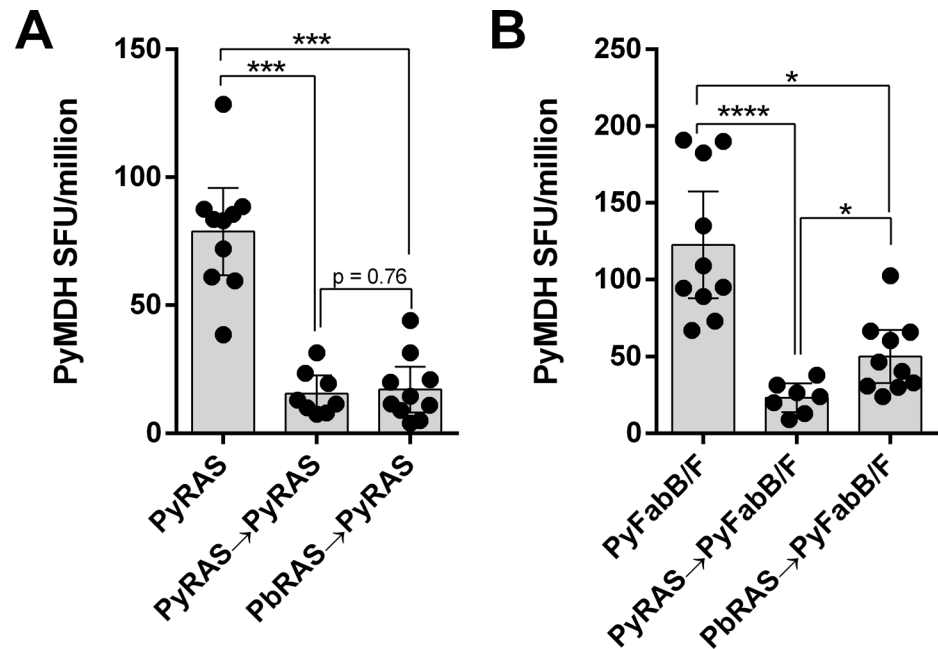 A
PyMDH SFU/million
150
100
50
0
***
***
p = 0.76
PyRAS
PyRAS→PyRAS
PbRAS→PyRAS
B
PyMDH SFU/million
250
200
150
100
50
0
*
****
*
PyFabB/F
PyRAS→PyFabB/F
PbRAS→PyFabB/F